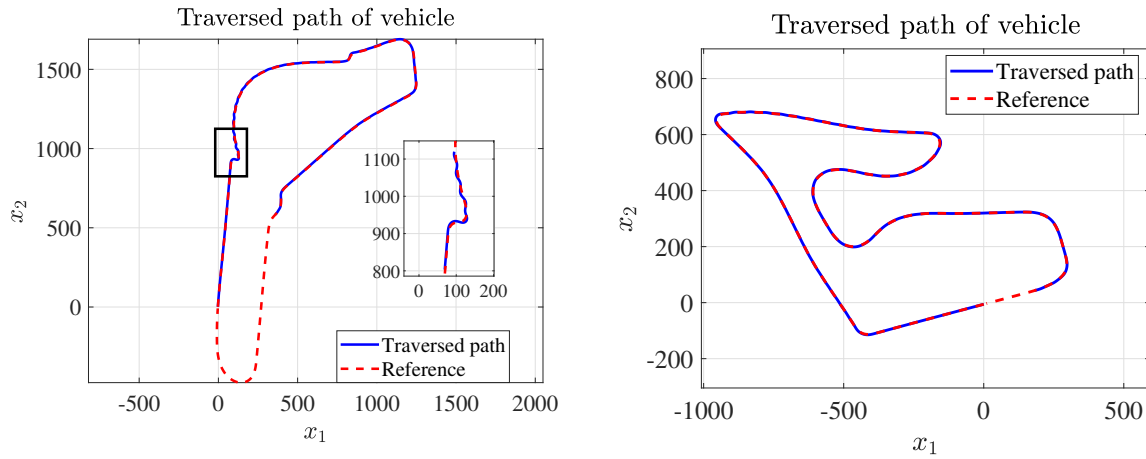 Traversed path of vehicle
1500
1000
500
0
x2
-500 0 500 1000 1500 2000
x1
1100
1000
900
800
0 100 200
Traversed path
Reference
Traversed path of vehicle
800
600
400
200
0
-200
x2
-1000 -500 0 500
x1
Traversed path
Reference